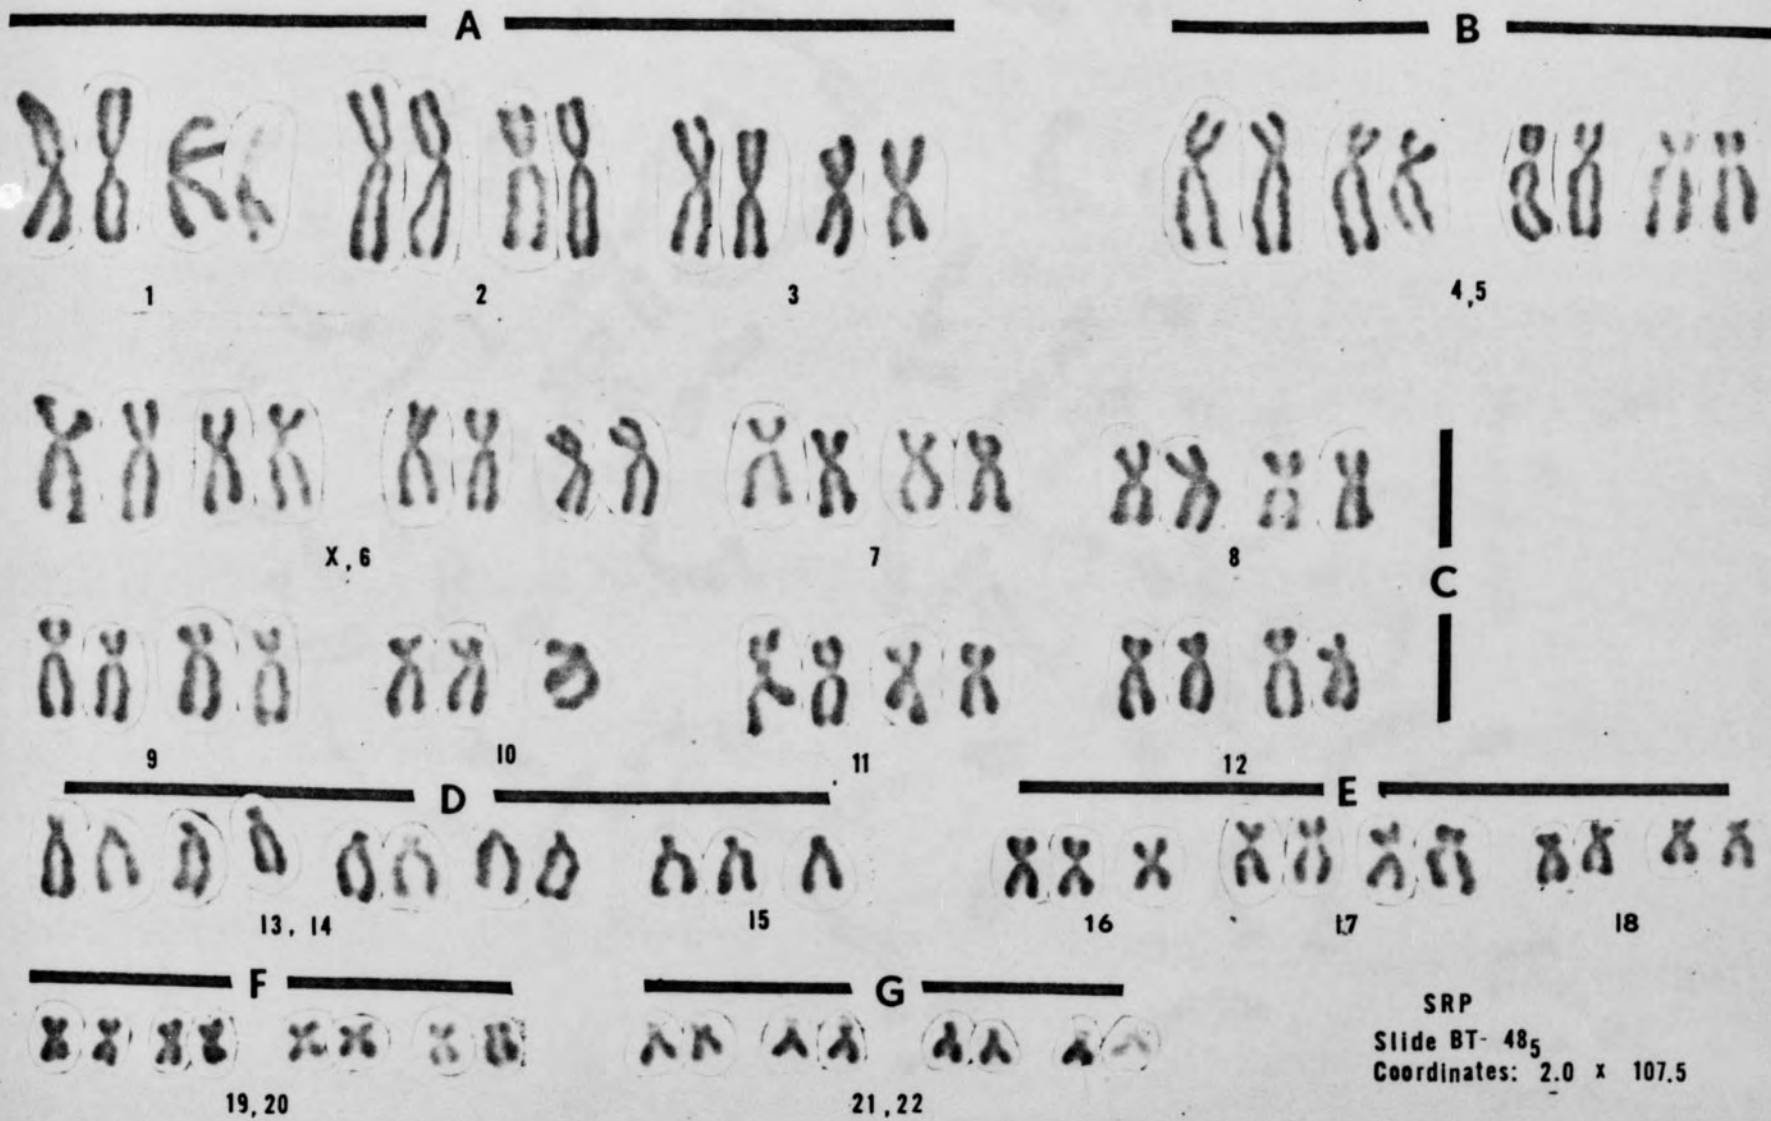 A B
1 2 3 4,5
X,6 7 8
C
9 10 11 12
D E
13, 14 15 16 17 18
F G
19,20 21,22
SRP
Slide BT- 48₅
Coordinates: 2.0 x 107.5